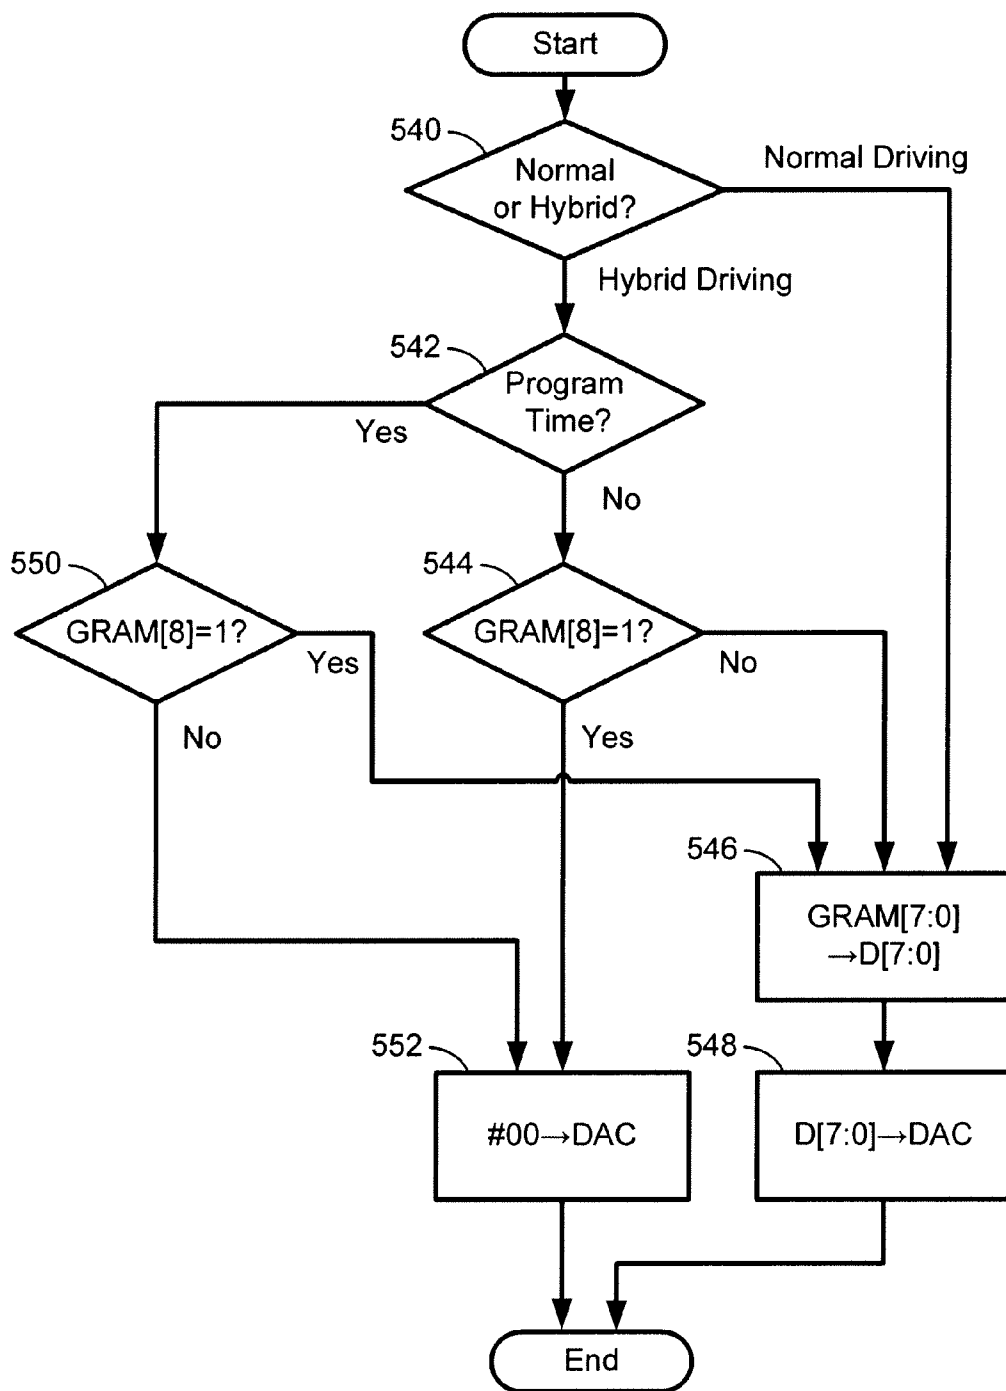 Start
540
Normal
or Hybrid?
Normal Driving
Hybrid Driving
542
Program
Time?
Yes
No
550
GRAM[8]=1?
Yes
No
544
GRAM[8]=1?
No
Yes
546
GRAM[7:0]
→D[7:0]
552
#00→DAC
548
D[7:0]→DAC
End